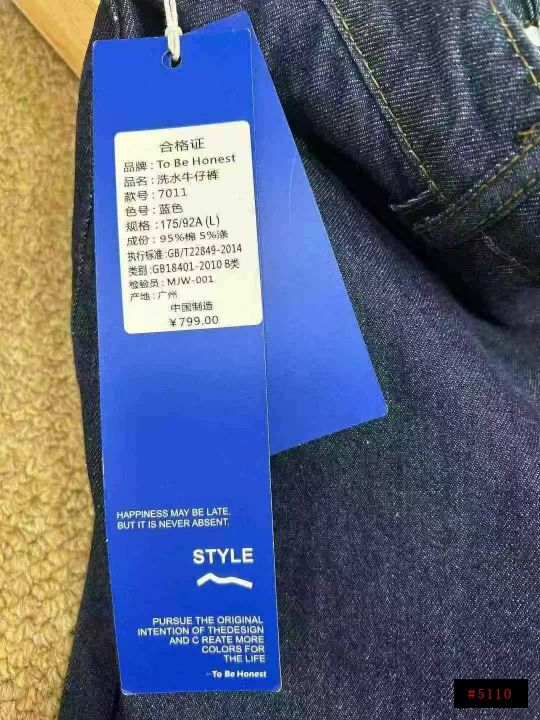 合格证
品牌：To Be Honest
品名：洗水牛仔裤
款号：7011
色号：蓝色
规格：175/92A (L)
成份：95%棉 5%涤
执行标准:GB/T22849-2014
类别:GB18401-2010 B类
检验员：MJW-001
产地：广州
中国制造
¥799.00
HAPPINESS MAY BE LATE,
BUT IT IS NEVER ABSENT.
STYLE
PURSUE THE ORIGINAL
INTENTION OF THEDESIGN
AND C REATE MORE
COLORS FOR
THE LIFE
--To Be Honest
#5110